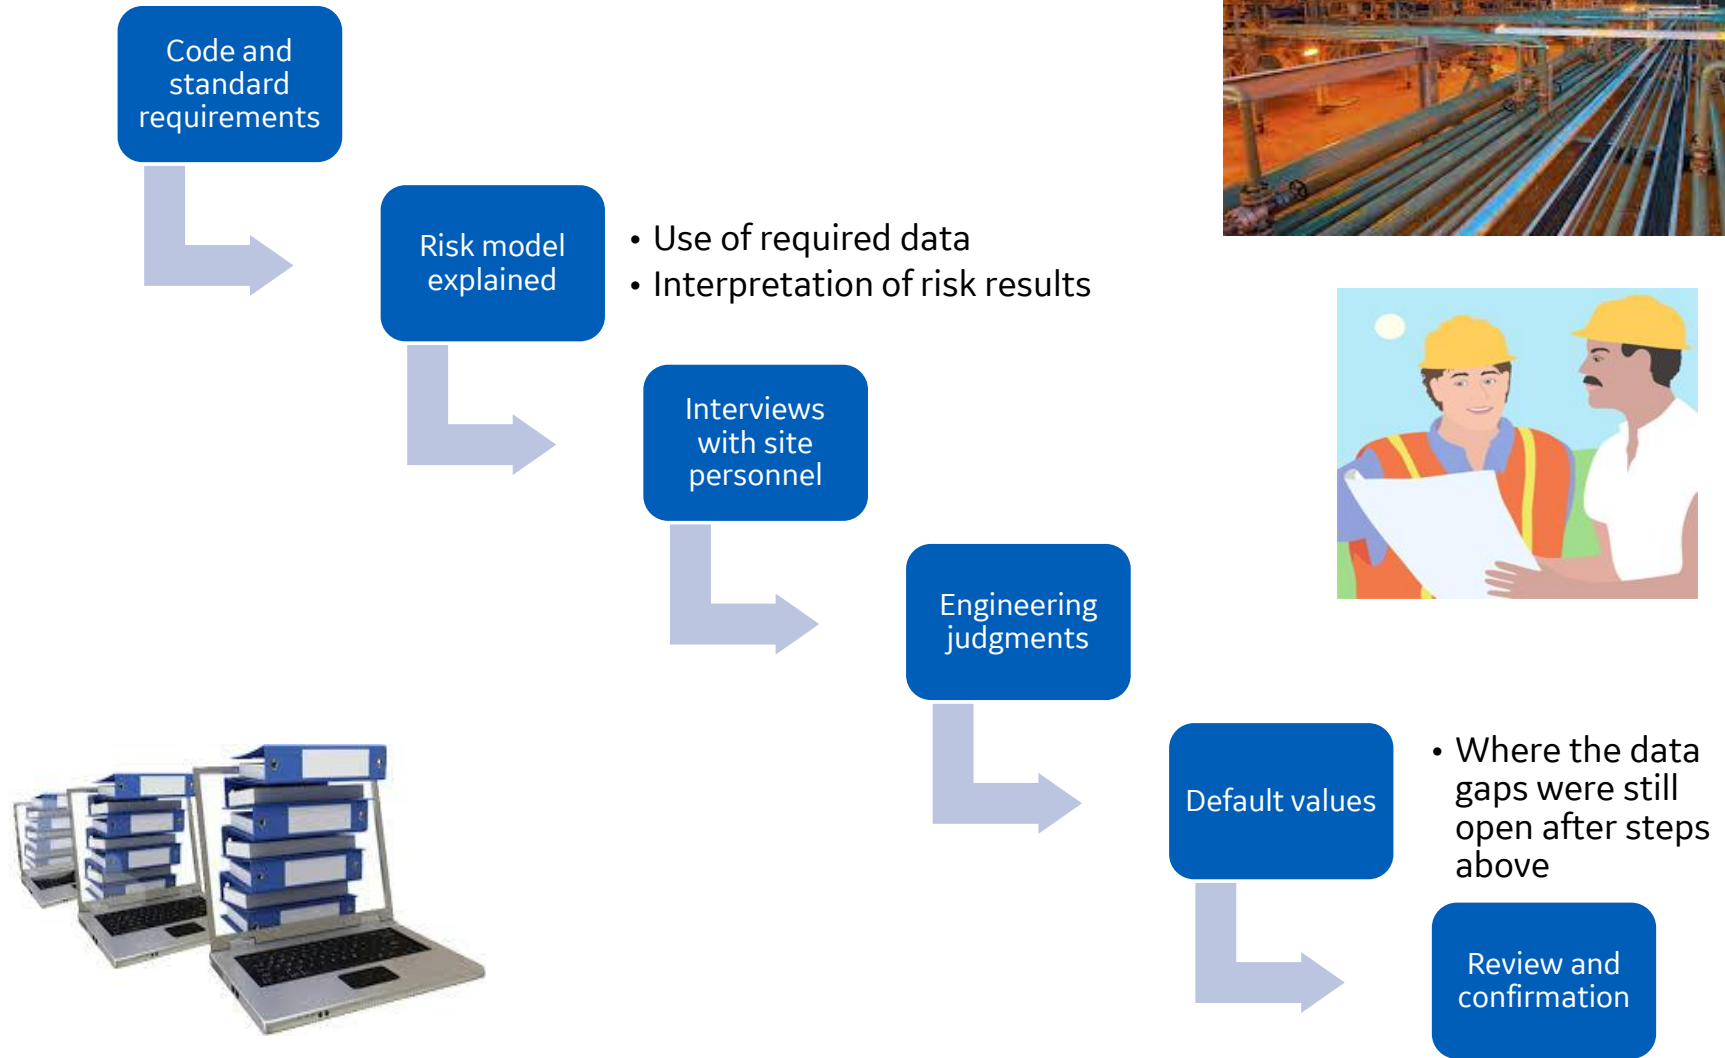 Code and
standard
requirements
Risk model
explained
• Use of required data
• Interpretation of risk results
Interviews
with site
personnel
Engineering
judgments
Default values
• Where the data
gaps were still
open after steps
above
Review and
confirmation